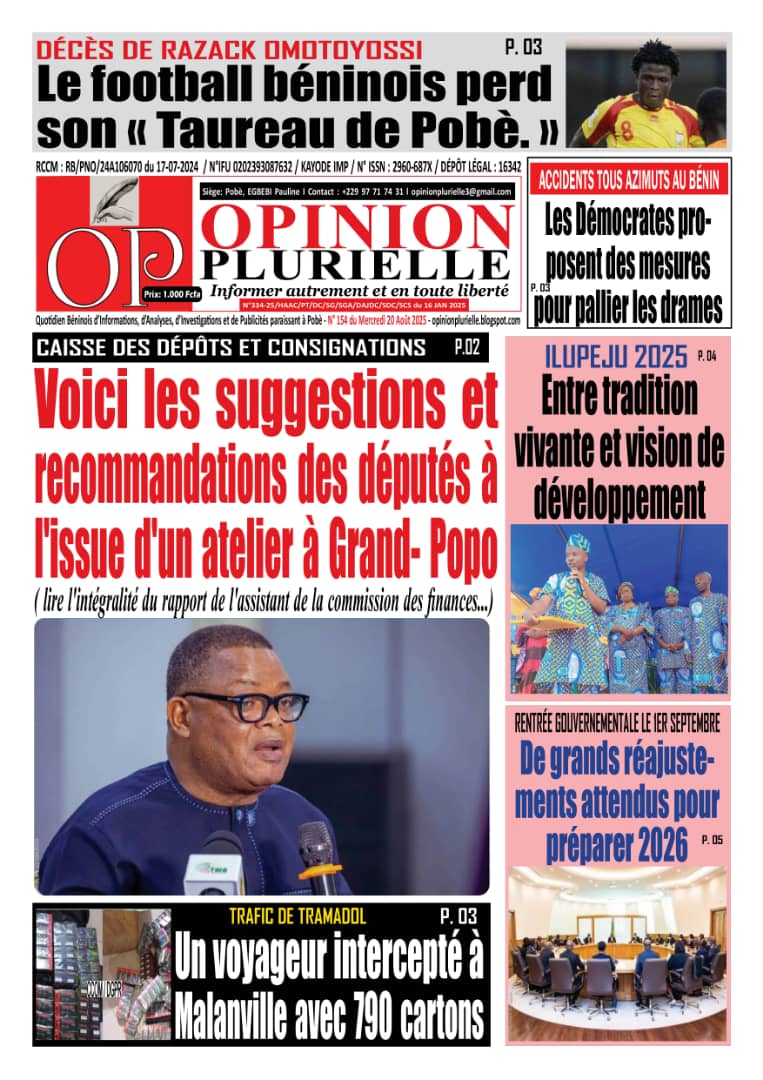 DÉCÈS DE RAZACK OMOTOYOSSI
P. 03
Le football béninois perd
son « Taureau de Pobè. »
8
RCCM : RB/PNO/24A106070 du 17-07-2024 / N°IFU 0202393087632 / KAYODE IMP / N° ISSN : 2960-687X / DÉPÔT LÉGAL : 16342
OP
Prix: 1.000 Fcfa
Siège: Pobè, EGBEBI Pauline I Contact : +229 97 71 74 31 I opinionplurielle3@gmail.com
OPINION
PLURIELLE
Informer autrement et en toute liberté
N°334-25/HAAC/PT/DC/SG/SGA/DAJDC/SDC/SCS du 16 JAN 2025
Quotidien Béninois d'Informations, d'Analyses, d'Investigations et de Publicités paraissant à Pobè - N° 154 du Mercredi 20 Août 2025 - opinionplurielle.blogspot.com
ACCIDENTS TOUS AZIMUTS AU BÉNIN
Les Démocrates pro-
posent des mesures
P. 03
pour pallier les drames
CAISSE DES DÉPÔTS ET CONSIGNATIONS
P.02
Voici les suggestions et
recommandations des députés à
l'issue d'un atelier à Grand- Popo
( lire l'intégralité du rapport de l'assistant de la commission des finances...)
ILUPEJU 2025
P. 04
Entre tradition
vivante et vision de
développement
RENTRÉE GOUVERNEMENTALE LE 1ER SEPTEMBRE
De grands réajuste-
ments attendus pour
préparer 2026
P. 05
TRAFIC DE TRAMADOL
P. 03
Un voyageur intercepté à
Malanville avec 790 cartons